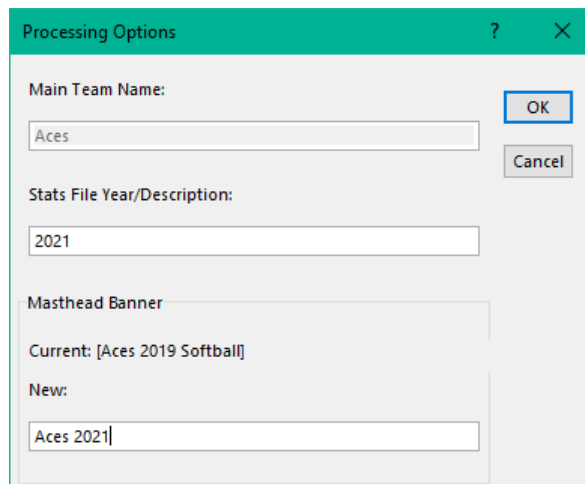 Processing Options ?
Main Team Name:
OK
Aces
Cancel
Stats File Year/Description:
2021
Masthead Banner
Current: [Aces 2019 Softball]
New:
Aces 2021